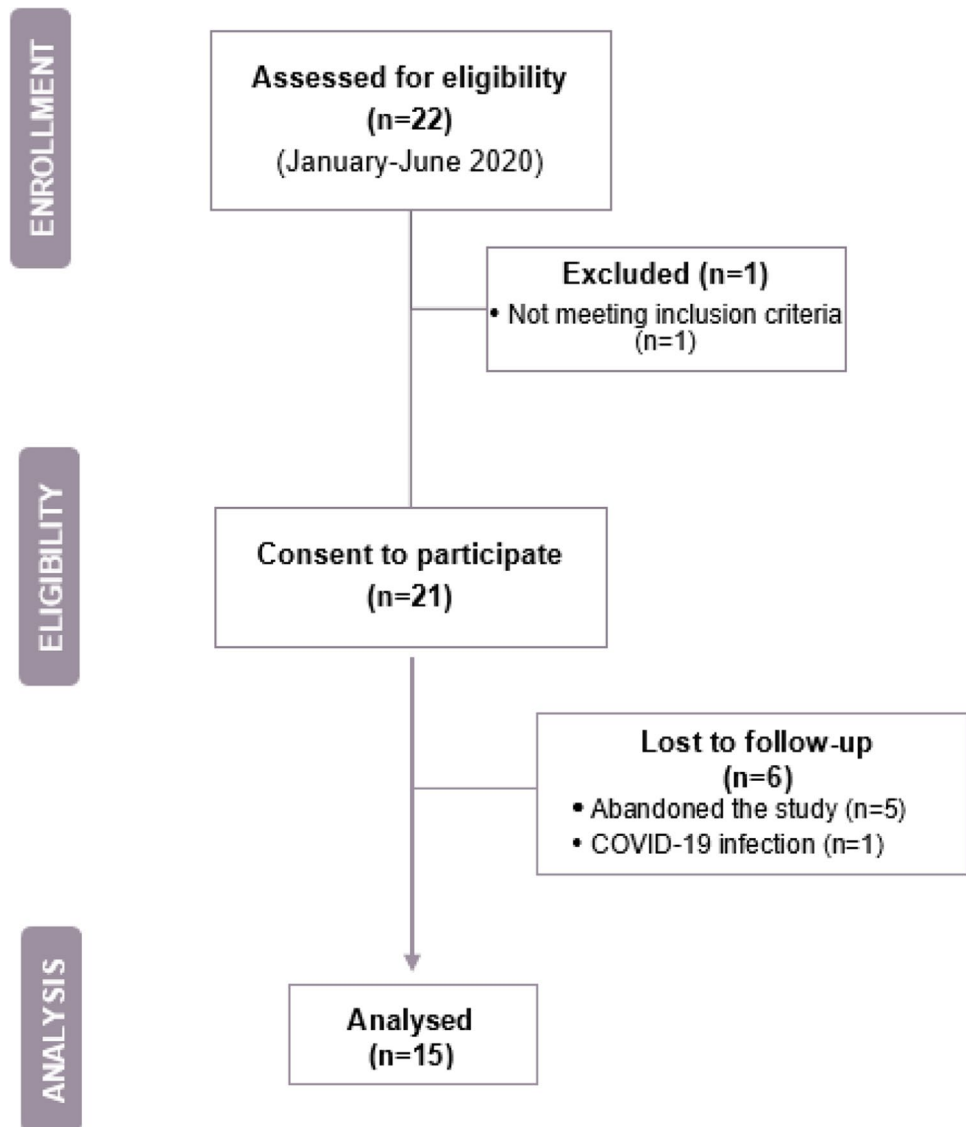 ENROLLMENT
Assessed for eligibility
(n=22)
(January-June 2020)
Excluded (n=1)
• Not meeting inclusion criteria
(n=1)
ELIGIBILITY
Consent to participate
(n=21)
Lost to follow-up
(n=6)
• Abandoned the study (n=5)
• COVID-19 infection (n=1)
ANALYSIS
Analysed
(n=15)